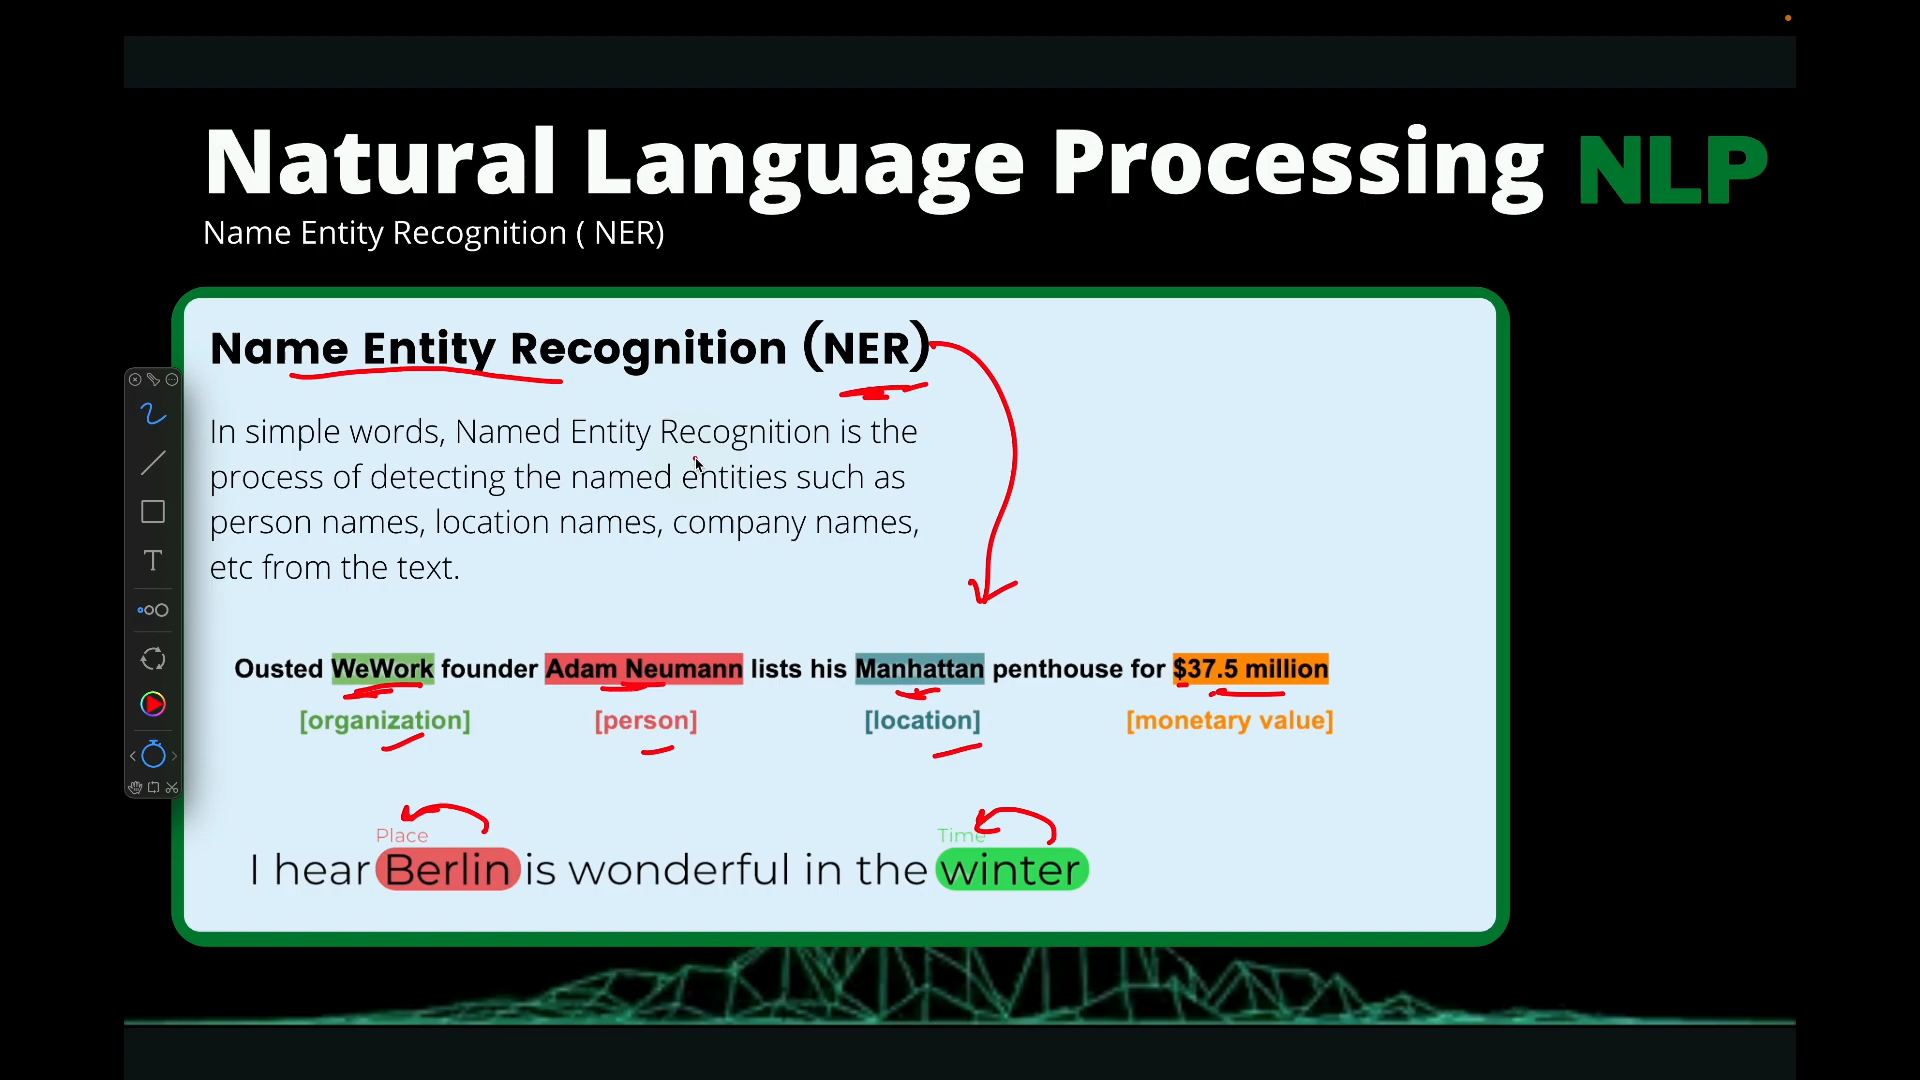 Natural Language Processing NLP
Name Entity Recognition ( NER)
Name Entity Recognition (NER)
In simple words, Named Entity Recognition is the
process of detecting the named entities such as
person names, location names, company names,
etc from the text.
Ousted WeWork founder Adam Neumann lists his Manhattan penthouse for $37.5 million
[organization] [person] [location] [monetary value]
Place Time
I hear Berlin is wonderful in the winter
T